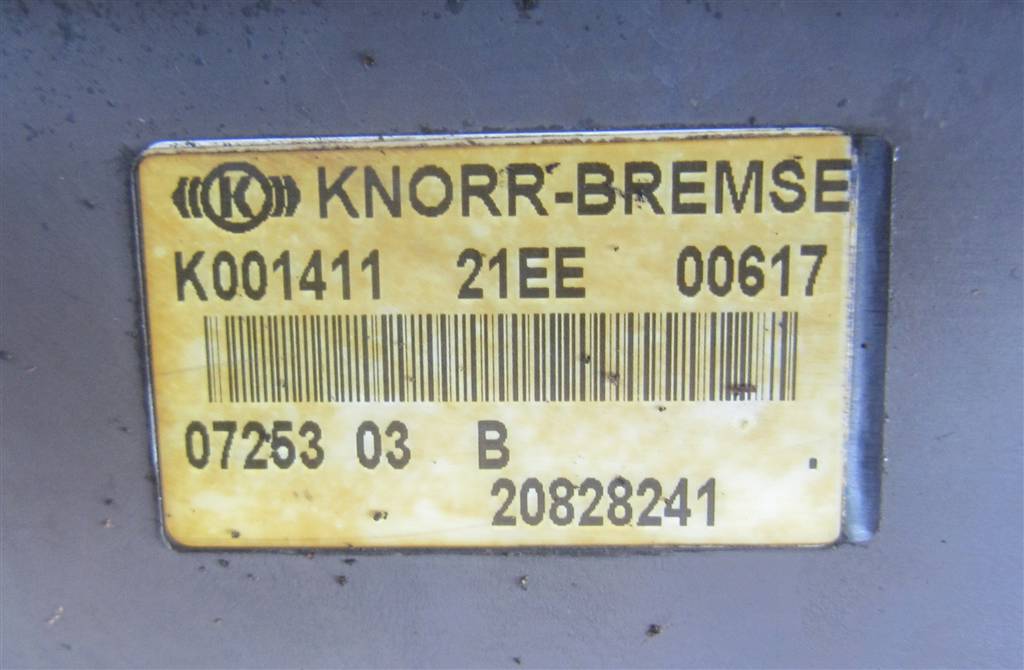 K KNORR-BREMSE
K001411 21EE 00617
07253 03 B .
20828241